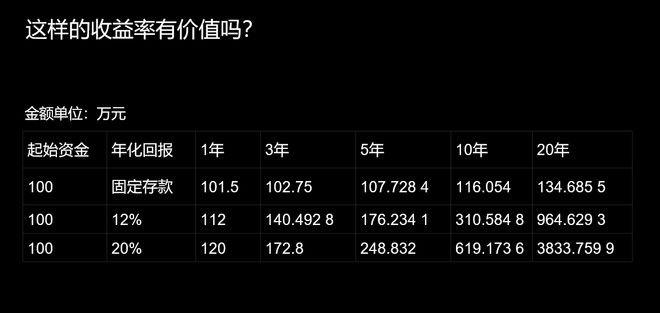 这样的收益率有价值吗？
金额单位：万元
起始资金 年化回报 1年 3年 5年 10年 20年
100 固定存款 101.5 102.75 107.728 4 116.054 134.685 5
100 12% 112 140.492 8 176.234 1 310.584 8 964.629 3
100 20% 120 172.8 248.832 619.173 6 3833.759 9